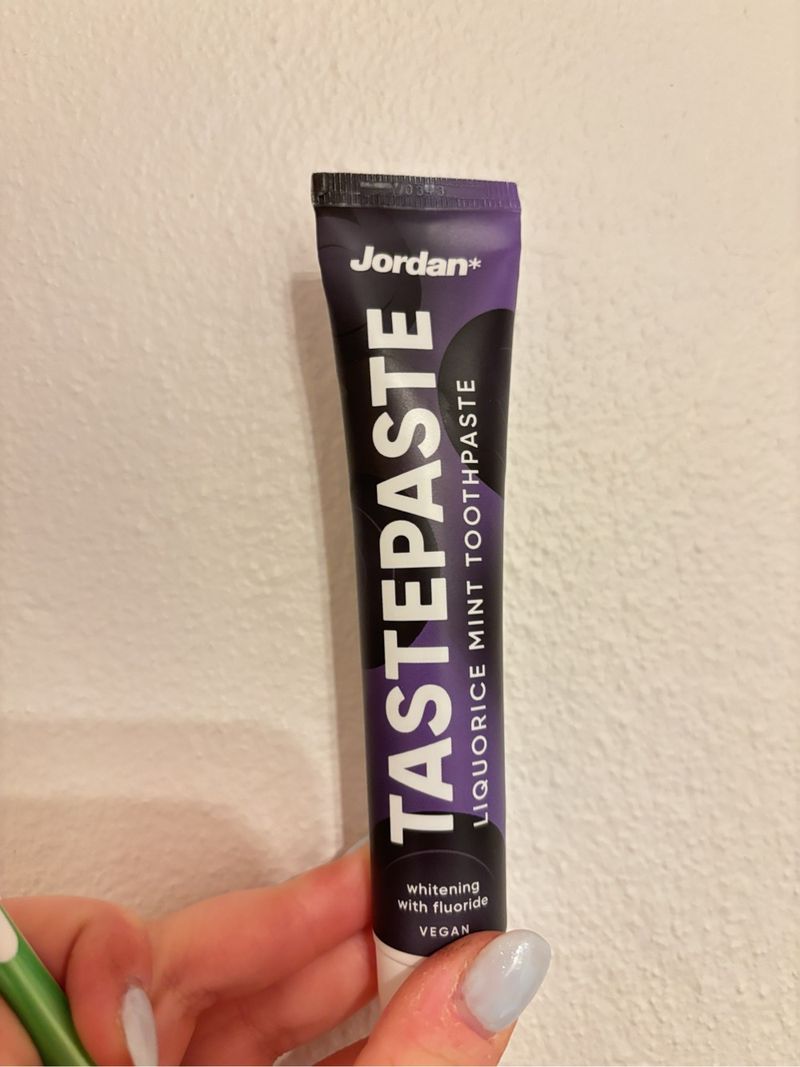 Jordan*
TASTEPASTE
LIQUORICE MINT TOOTHPASTE
whitening
with fluoride
VEGAN